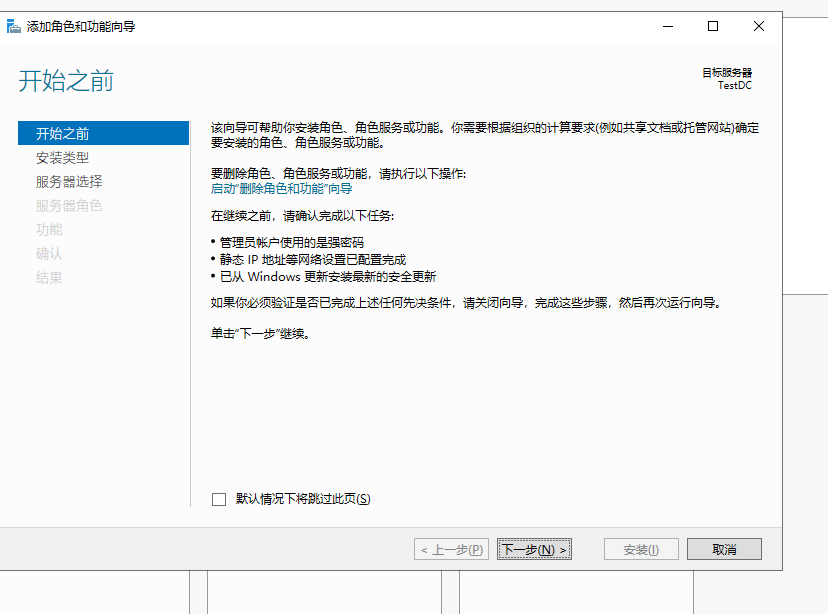 添加角色和功能向导
开始之前
目标服务器
TestDC
开始之前
安装类型
服务器选择
服务器角色
功能
确认
结果
该向导可帮助你安装角色、角色服务或功能。你需要根据组织的计算要求(例如共享文档或托管网站)确定
要安装的角色、角色服务或功能。
要删除角色、角色服务或功能，请执行以下操作:
启动"删除角色和功能"向导
在继续之前，请确认完成以下任务:
• 管理员帐户使用的是强密码
• 静态 IP 地址等网络设置已配置完成
• 已从 Windows 更新安装最新的安全更新
如果你必须验证是否已完成上述任何先决条件，请关闭向导，完成这些步骤，然后再次运行向导。
单击"下一步"继续。
默认情况下将跳过此页(S)
< 上一步(P)
下一步(N) >
安装(I)
取消